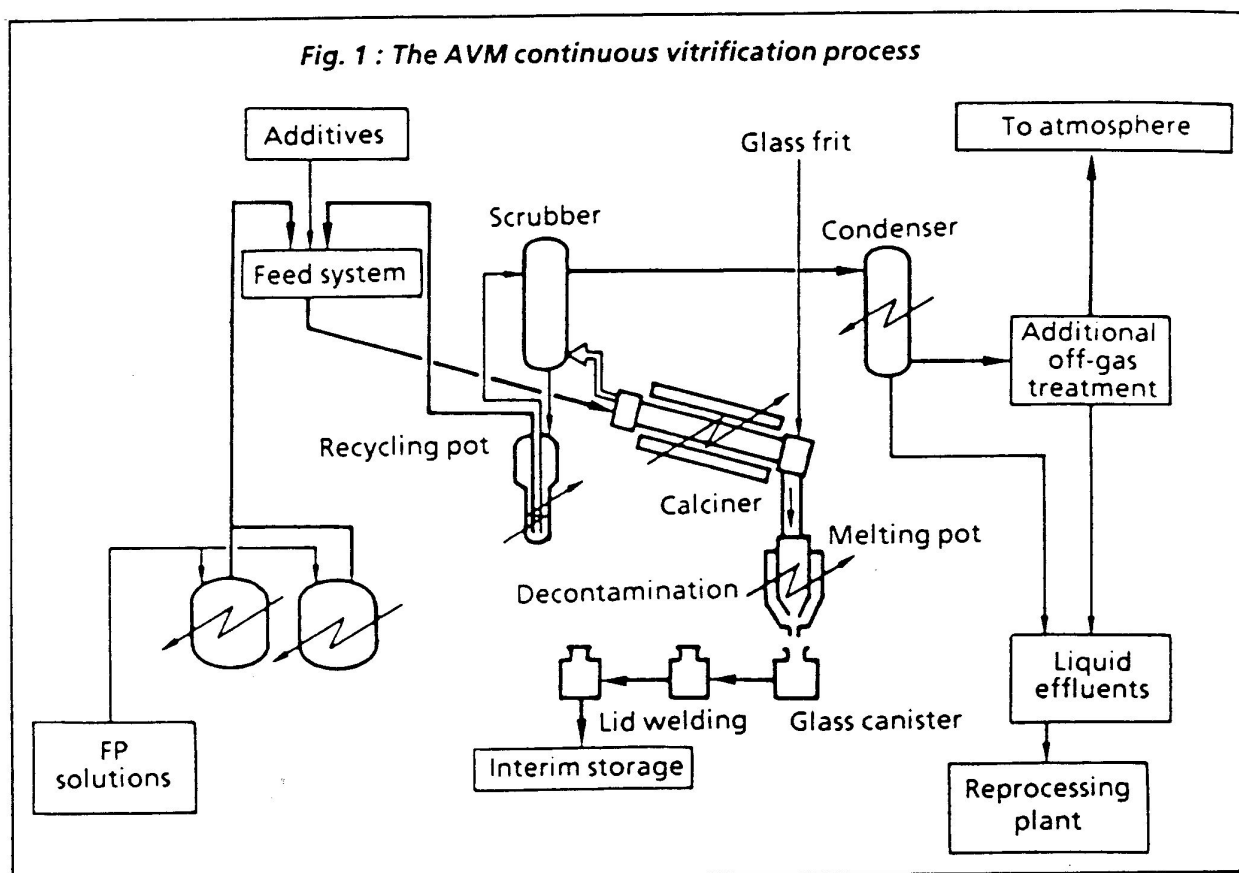 Fig. 1 : The AVM continuous vitrification process
Additives
To atmosphere
Glass frit
Scrubber
Condenser
Feed system
Additional
off-gas
treatment
Recycling pot
Calciner
Melting pot
Decontamination
Liquid
effluents
Lid welding
Glass canister
FP
solutions
Interim storage
Reprocessing
plant